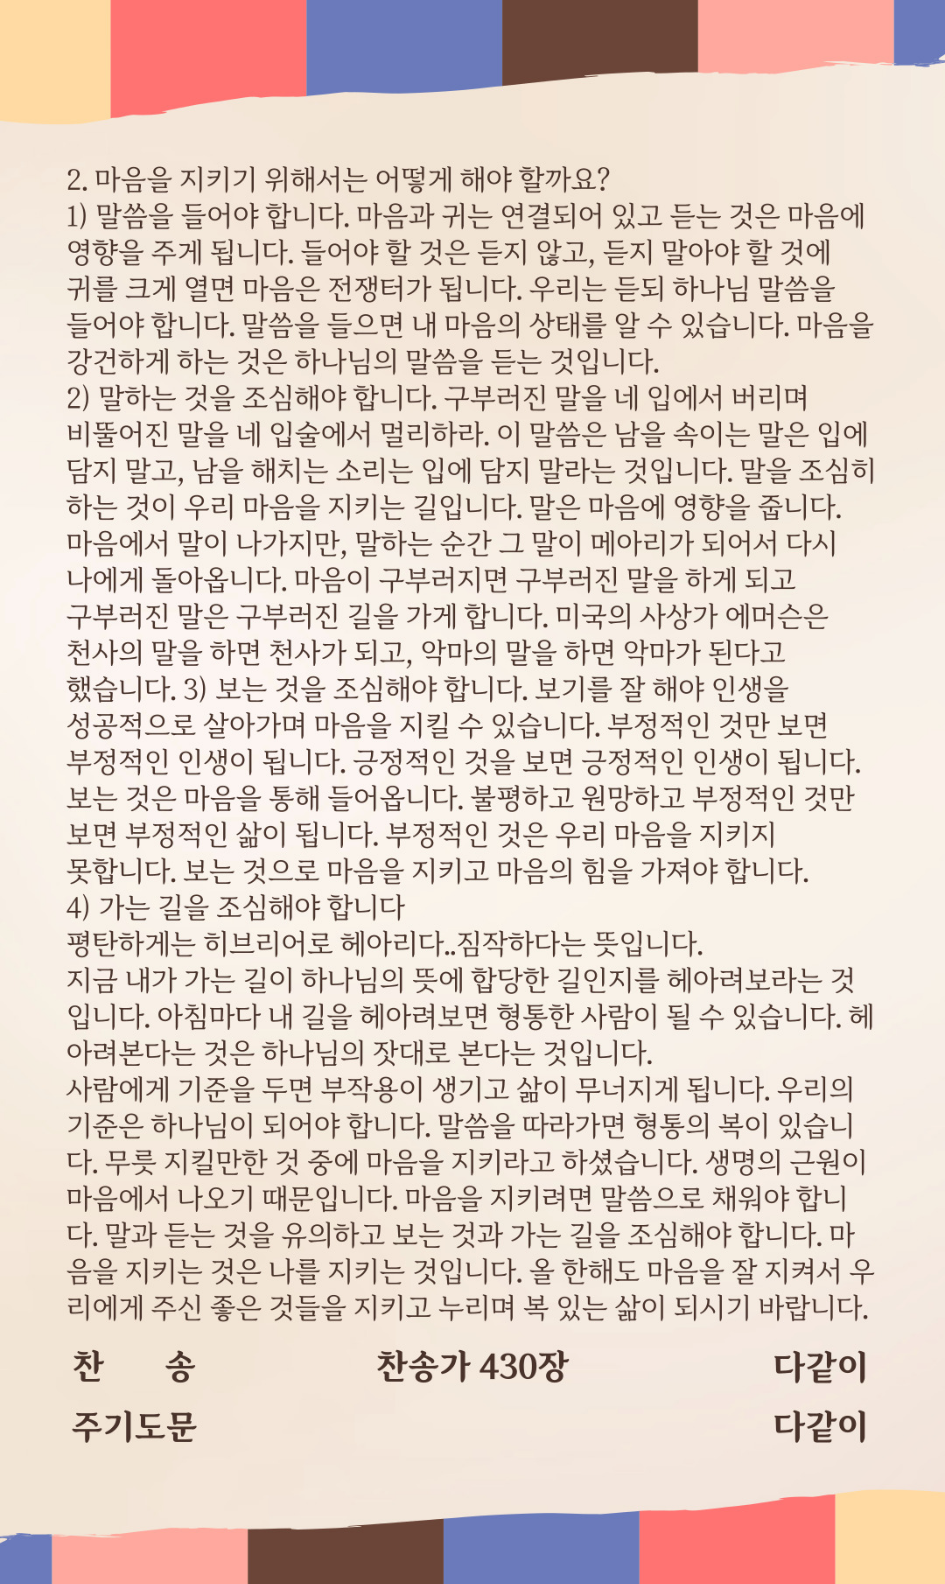 2. 마음을 지키기 위해서는 어떻게 해야 할까요?
1) 말씀을 들어야 합니다. 마음과 귀는 연결되어 있고 듣는 것은 마음에
영향을 주게 됩니다. 들어야 할 것은 듣지 않고, 듣지 말아야 할 것에
귀를 크게 열면 마음은 전쟁터가 됩니다. 우리는 듣되 하나님 말씀을
들어야 합니다. 말씀을 들으면 내 마음의 상태를 알 수 있습니다. 마음을
강건하게 하는 것은 하나님의 말씀을 듣는 것입니다.
2) 말하는 것을 조심해야 합니다. 구부러진 말을 네 입에서 버리며
비뚤어진 말을 네 입술에서 멀리하라. 이 말씀은 남을 속이는 말은 입에
담지 말고, 남을 해치는 소리는 입에 담지 말라는 것입니다. 말을 조심히
하는 것이 우리 마음을 지키는 길입니다. 말은 마음에 영향을 줍니다.
마음에서 말이 나가지만, 말하는 순간 그 말이 메아리가 되어서 다시
나에게 돌아옵니다. 마음이 구부러지면 구부러진 말을 하게 되고
구부러진 말은 구부러진 길을 가게 합니다. 미국의 사상가 에머슨은
천사의 말을 하면 천사가 되고, 악마의 말을 하면 악마가 된다고
했습니다. 3) 보는 것을 조심해야 합니다. 보기를 잘 해야 인생을
성공적으로 살아가며 마음을 지킬 수 있습니다. 부정적인 것만 보면
부정적인 인생이 됩니다. 긍정적인 것을 보면 긍정적인 인생이 됩니다.
보는 것은 마음을 통해 들어옵니다. 불평하고 원망하고 부정적인 것만
보면 부정적인 삶이 됩니다. 부정적인 것은 우리 마음을 지키지
못합니다. 보는 것으로 마음을 지키고 마음의 힘을 가져야 합니다.
4) 가는 길을 조심해야 합니다
평탄하게는 히브리어로 헤아리다..짐작하다는 뜻입니다.
지금 내가 가는 길이 하나님의 뜻에 합당한 길인지를 헤아려보라는 것
입니다. 아침마다 내 길을 헤아려보면 형통한 사람이 될 수 있습니다. 헤
아려본다는 것은 하나님의 잣대로 본다는 것입니다.
사람에게 기준을 두면 부작용이 생기고 삶이 무너지게 됩니다. 우리의
기준은 하나님이 되어야 합니다. 말씀을 따라가면 형통의 복이 있습니
다. 무릇 지킬만한 것 중에 마음을 지키라고 하셨습니다. 생명의 근원이
마음에서 나오기 때문입니다. 마음을 지키려면 말씀으로 채워야 합니
다. 말과 듣는 것을 유의하고 보는 것과 가는 길을 조심해야 합니다. 마
음을 지키는 것은 나를 지키는 것입니다. 올 한해도 마음을 잘 지켜서 우
리에게 주신 좋은 것들을 지키고 누리며 복 있는 삶이 되시기 바랍니다.
찬 송 찬송가 430장 다같이
주기도문 다같이